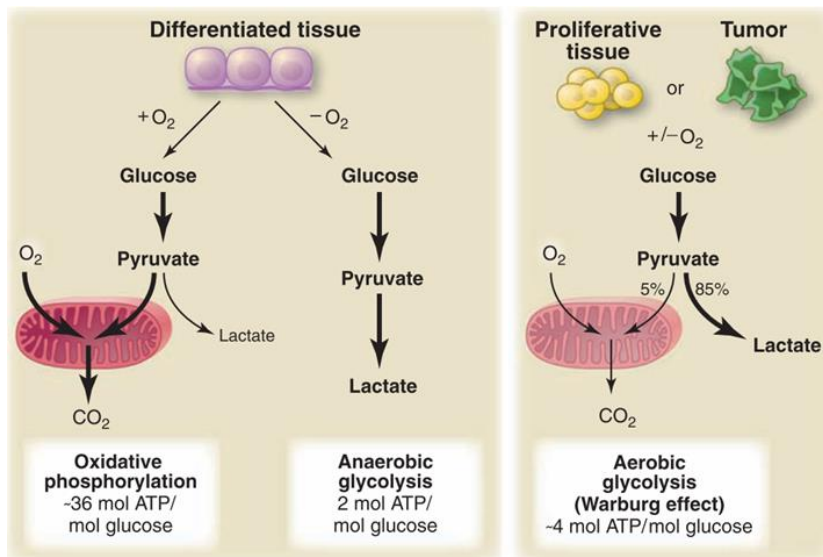 Differentiated tissue
+O2
−O2
Glucose
Pyruvate
O2
Lactate
CO2
Oxidative
phosphorylation
~36 mol ATP/
mol glucose
Glucose
Pyruvate
Lactate
Anaerobic
glycolysis
2 mol ATP/
mol glucose
Proliferative
tissue
or
Tumor
+/−O2
Glucose
O2
Pyruvate
5%
85%
Lactate
CO2
Aerobic
glycolysis
(Warburg effect)
~4 mol ATP/mol glucose